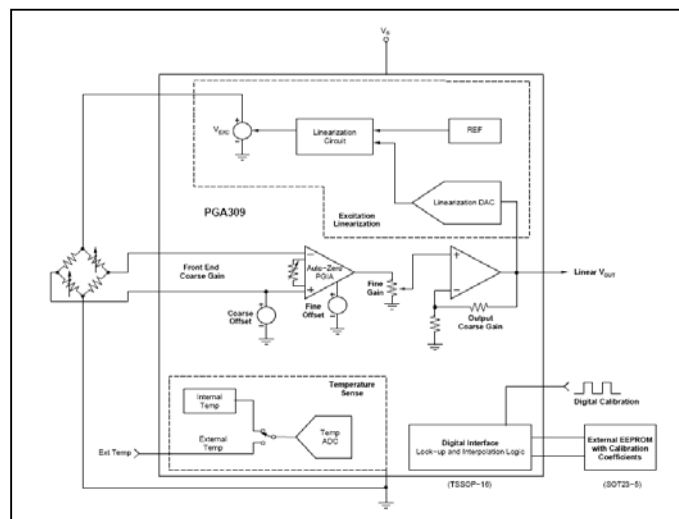 VS
VEXC
Linearization
Circuit
REF
Linearization DAC
PGA309
Excitation
Linearization
Front End
Coarse Gain
Auto-Zero
PGIA
Fine
Gain
Linear VOUT
Coarse
Offset
Fine
Offset
Output
Coarse Gain
Temperature
Sense
Internal
Temp
Digital Calibration
Temp
ADC
External
Temp
Ext Temp
Digital Interface
Look-up and Interpolation Logic
External EEPROM
with Calibration
Coefficients
(TSSOP-16)
(SOT23-5)